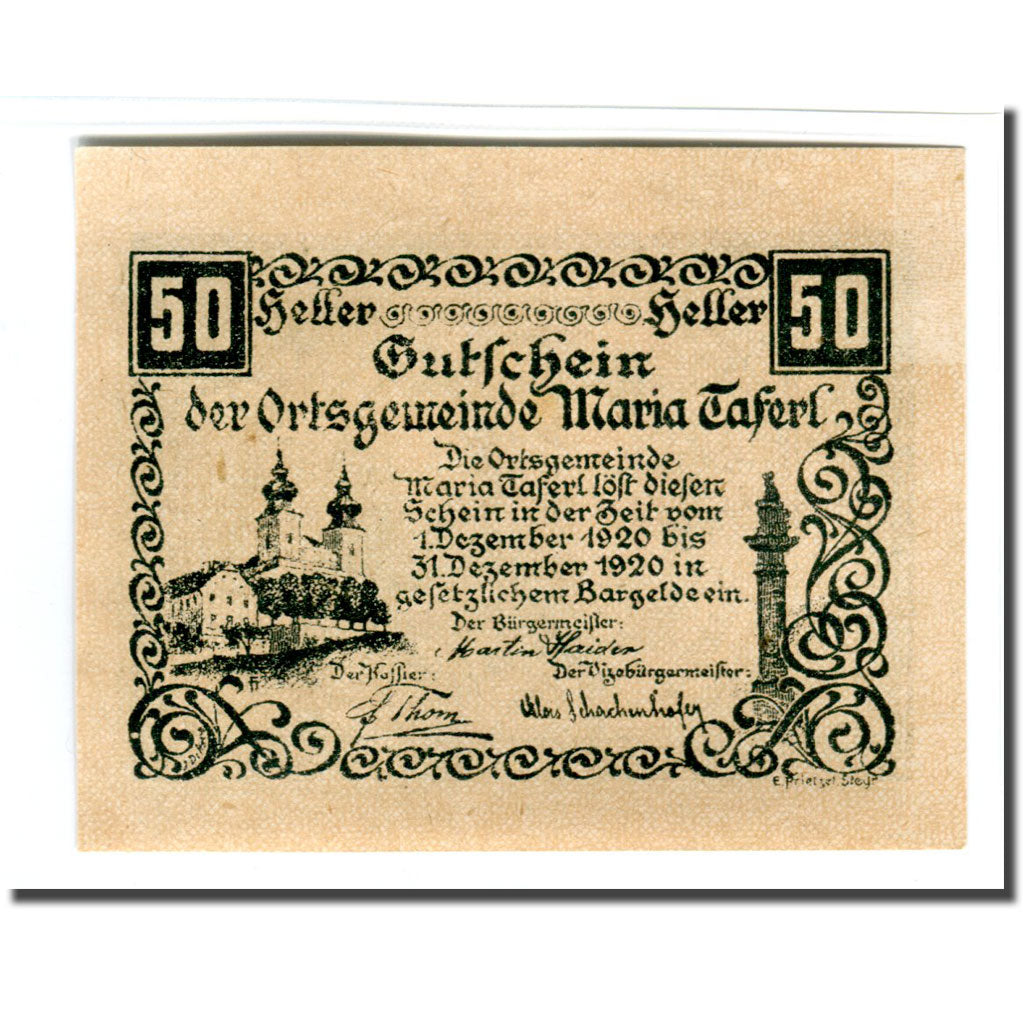 50 Heller Heller 50
Gutschein
der Ortsgemeinde Maria Taferl
Die Ortsgemeinde
Maria Taferl löst diesen
Schein in der Zeit vom
1. Dezember 1920 bis
31. Dezember 1920 in
gesetzlichem Bargelde ein.
Der Bürgermeister:
Martin Haider
Der Kassier: Der Vizebürgermeister:
Thom Alois Schachenhofer
E. Prietzel, Steyr